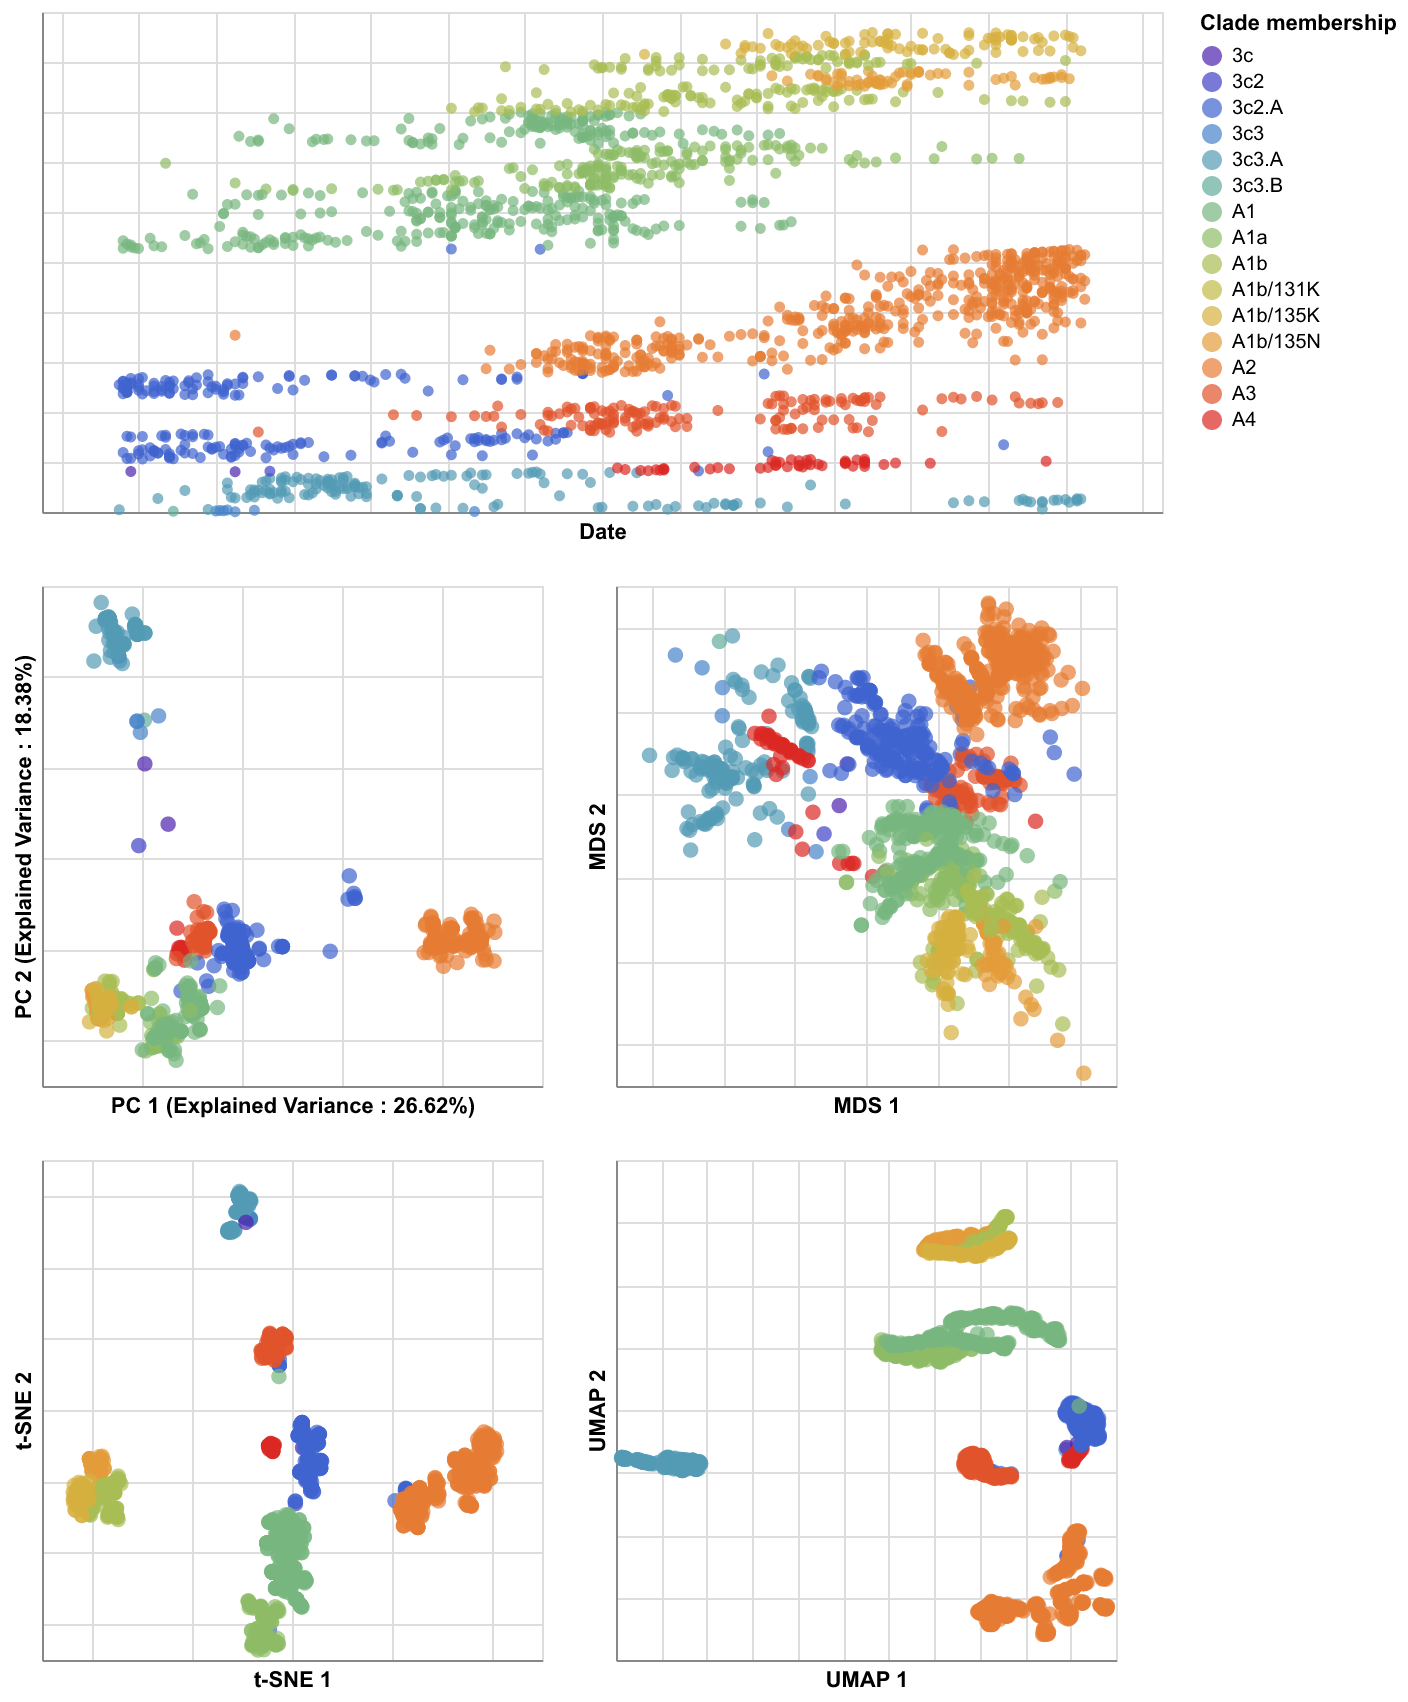 Clade membership
3c
3c2
3c2.A
3c3
3c3.A
3c3.B
A1
A1a
A1b
A1b/131K
A1b/135K
A1b/135N
A2
A3
A4
Date
PC 2 (Explained Variance : 18.38%)
PC 1 (Explained Variance : 26.62%)
MDS 2
MDS 1
t-SNE 2
t-SNE 1
UMAP 2
UMAP 1